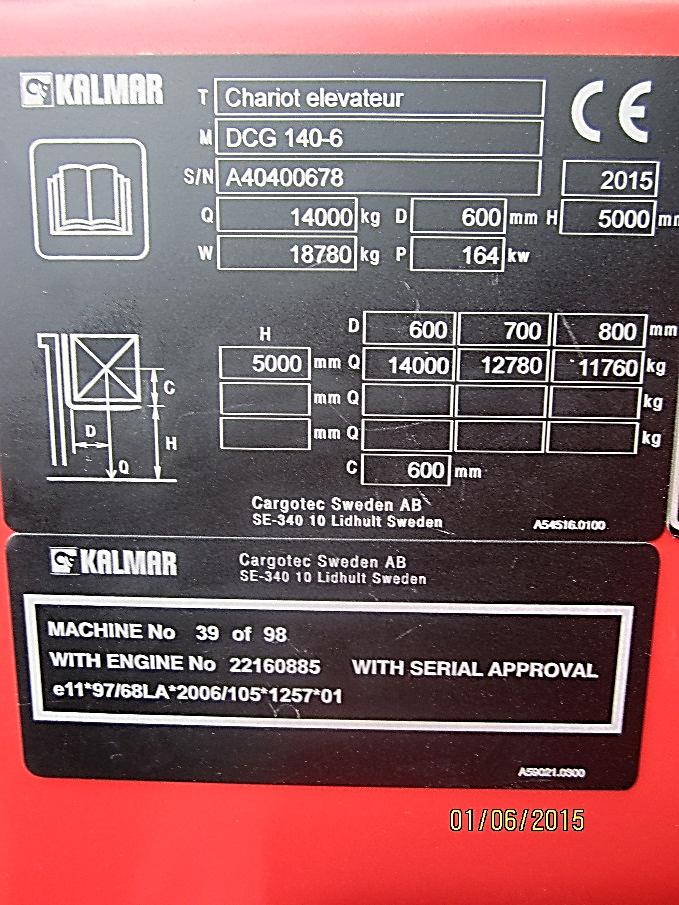 KALMAR T Chariot elevateur CE
M DCG 140-6
S/N A40400678 2015
Q 14000 kg D 600 mm H 5000 mm
W 18780 kg P 164 kw
H D 600 700 800 mm
5000 mm Q 14000 12780 11760 kg
mm Q kg
mm Q kg
C 600 mm
C
D H
Q
Cargotec Sweden AB
SE-340 10 Lidhult Sweden A54516.0100
KALMAR Cargotec Sweden AB
SE-340 10 Lidhult Sweden
MACHINE No 39 of 98
WITH ENGINE No 22160885 WITH SERIAL APPROVAL
e11*97/68LA*2006/105*1257*01
A59021.0300
01/06/2015